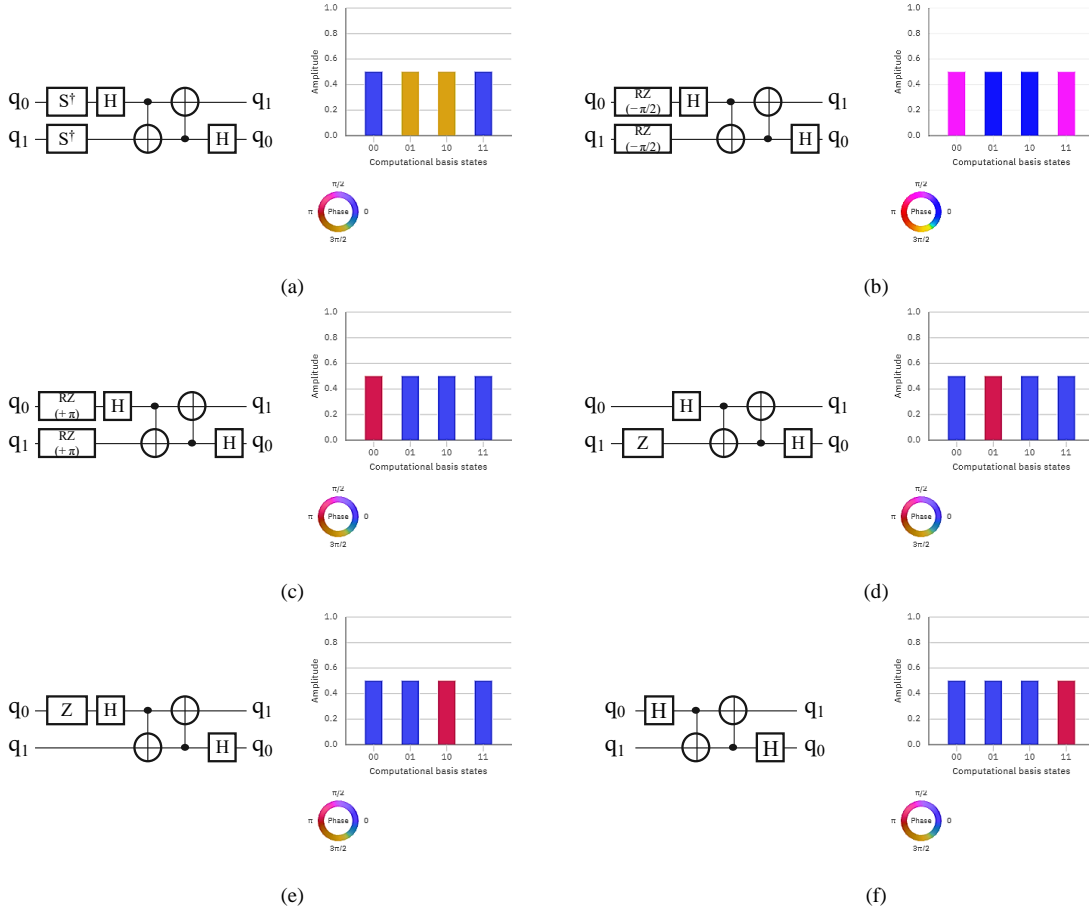 q0 S† H q1
q1 S† H q0
1.0
0.8
0.6
0.4
0.2
0.0
Amplitude
00 01 10 11
Computational basis states
π/2
π Phase 0
3π/2
(a)
q0 RZ (−π/2) H q1
q1 RZ (−π/2) H q0
1.0
0.8
0.6
0.4
0.2
0.0
Amplitude
00 01 10 11
Computational basis states
π/2
π Phase 0
3π/2
(b)
q0 RZ (+π) H q1
q1 RZ (+π) H q0
1.0
0.8
0.6
0.4
0.2
0.0
Amplitude
00 01 10 11
Computational basis states
π/2
π Phase 0
3π/2
(c)
q0 H q1
q1 Z H q0
1.0
0.8
0.6
0.4
0.2
0.0
Amplitude
00 01 10 11
Computational basis states
π/2
π Phase 0
3π/2
(d)
q0 Z H q1
q1 H q0
1.0
0.8
0.6
0.4
0.2
0.0
Amplitude
00 01 10 11
Computational basis states
π/2
π Phase 0
3π/2
(e)
q0 H q1
q1 H q0
1.0
0.8
0.6
0.4
0.2
0.0
Amplitude
00 01 10 11
Computational basis states
π/2
π Phase 0
3π/2
(f)